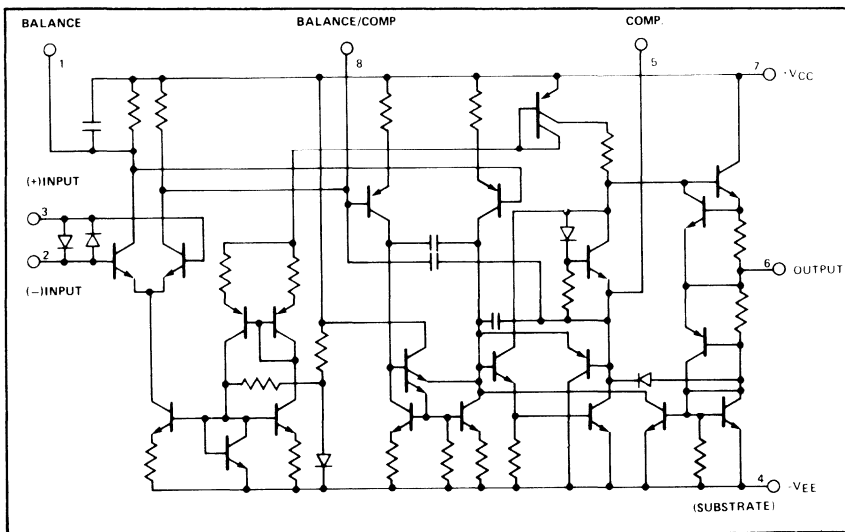 BALANCE
BALANCE/COMP
COMP.
1
8
5
7
-VCC
(+)INPUT
3
2
(−)INPUT
6
OUTPUT
4
-VEE
(SUBSTRATE)